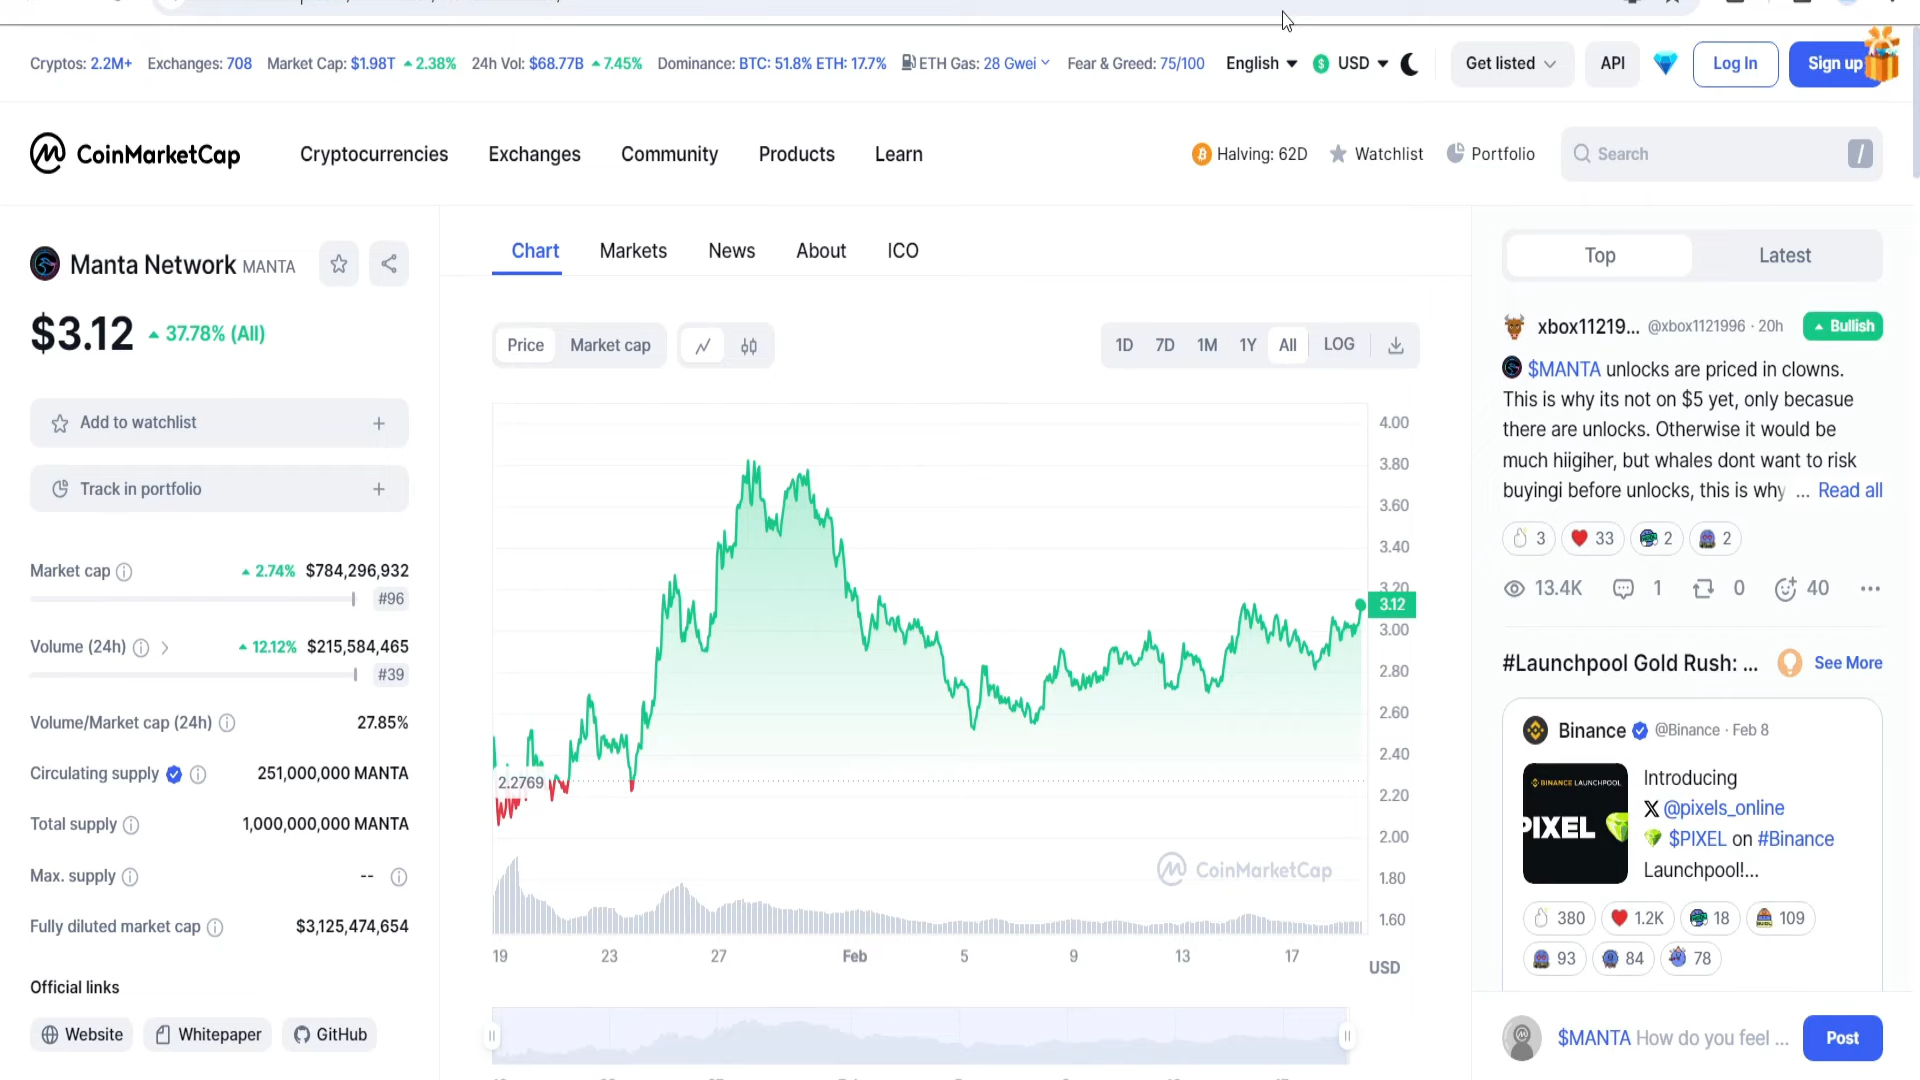 Cryptos: 2.2M+ Exchanges: 708 Market Cap: $1.98T 2.38% 24h Vol: $68.77B 7.45% Dominance: BTC: 51.8% ETH: 17.7% ETH Gas: 28 Gwei Fear & Greed: 75/100 English USD Get listed API Log In Sign up
CoinMarketCap Cryptocurrencies Exchanges Community Products Learn Halving: 62D Watchlist Portfolio Search /
Manta Network MANTA
$3.12 37.78% (All)
Add to watchlist +
Track in portfolio +
Market cap 2.74% $784,296,932
#96
Volume (24h) 12.12% $215,584,465
#39
Volume/Market cap (24h) 27.85%
Circulating supply 251,000,000 MANTA
Total supply 1,000,000,000 MANTA
Max. supply --
Fully diluted market cap $3,125,474,654
Official links
Website Whitepaper GitHub
Chart Markets News About ICO
Price Market cap 1D 7D 1M 1Y All LOG
4.00
3.80
3.60
3.40
3.20
3.12
3.00
2.80
2.60
2.40
2.2769
2.20
2.00
1.80
1.60
CoinMarketCap
19 23 27 Feb 5 9 13 17
USD
Top Latest
xbox11219... @xbox1121996 · 20h Bullish
$MANTA unlocks are priced in clowns.
This is why its not on $5 yet, only becasue
there are unlocks. Otherwise it would be
much hiigiher, but whales dont want to risk
buyingi before unlocks, this is why ... Read all
3 33 2 2
13.4K 1 0 40
#Launchpool Gold Rush: ... See More
Binance @Binance · Feb 8
BINANCE LAUNCHPOOL
PIXEL
Introducing
@pixels_online
$PIXEL on #Binance
Launchpool!...
380 1.2K 18 109
93 84 78
$MANTA How do you feel ... Post